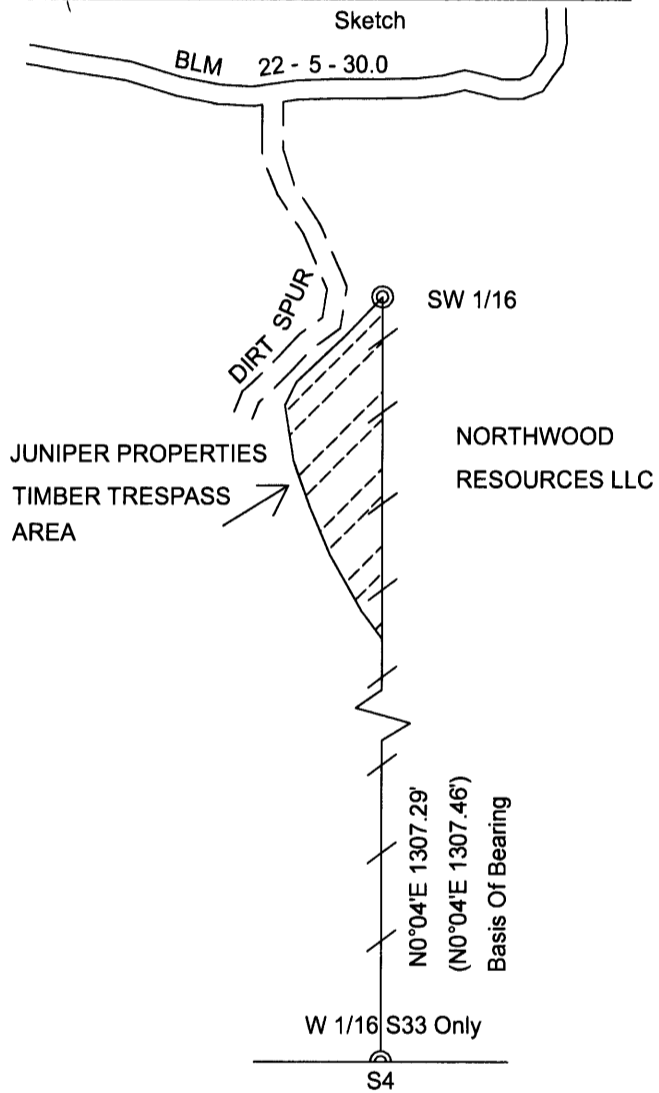 Sketch
BLM 22 - 5 - 30.0
DIRT SPUR
SW 1/16
JUNIPER PROPERTIES
TIMBER TRESPASS
AREA
NORTHWOOD
RESOURCES LLC
N0°04'E 1307.29'
(N0°04'E 1307.46')
Basis Of Bearing
W 1/16 S33 Only
S4